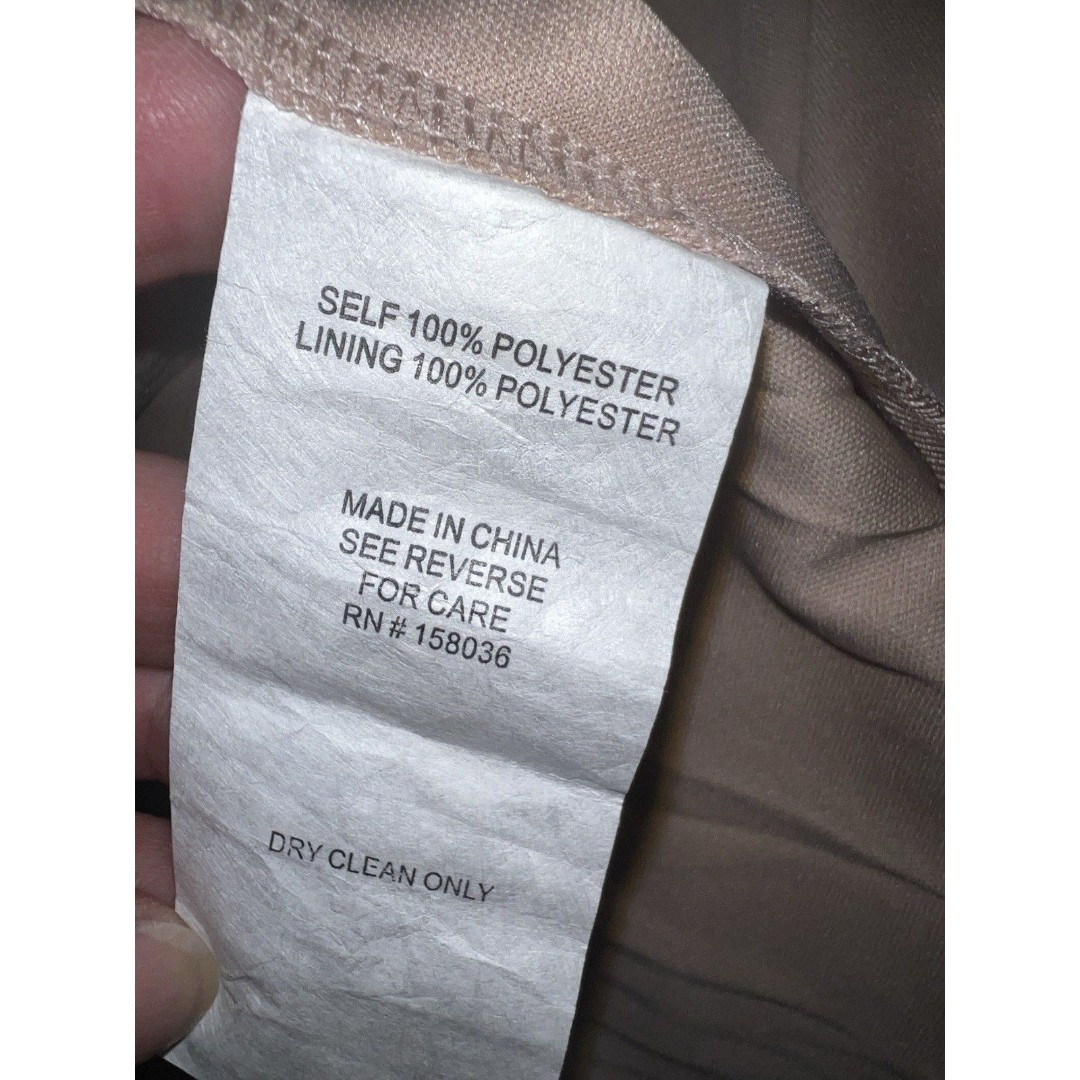 SELF 100% POLYESTER
LINING 100% POLYESTER
MADE IN CHINA
SEE REVERSE
FOR CARE
RN # 158036
DRY CLEAN ONLY